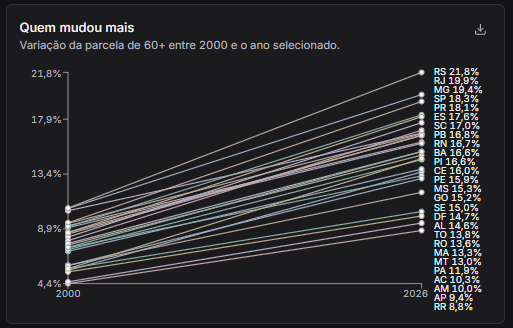 Quem mudou mais
Variação da parcela de 60+ entre 2000 e o ano selecionado.
21,8%
17,9%
13,4%
8,9%
4,4%
2000
2026
RS 21,8%
RJ 19,9%
MG 19,4%
SP 18,3%
PR 18,1%
ES 17,6%
SC 17,0%
PB 16,8%
RN 16,7%
BA 16,6%
PI 16,6%
CE 16,0%
PE 15,9%
MS 15,3%
GO 15,2%
SE 15,0%
DF 14,7%
AL 14,6%
TO 13,8%
RO 13,6%
MA 13,3%
MT 13,0%
PA 11,9%
AC 10,3%
AM 10,0%
AP 9,4%
RR 8,8%